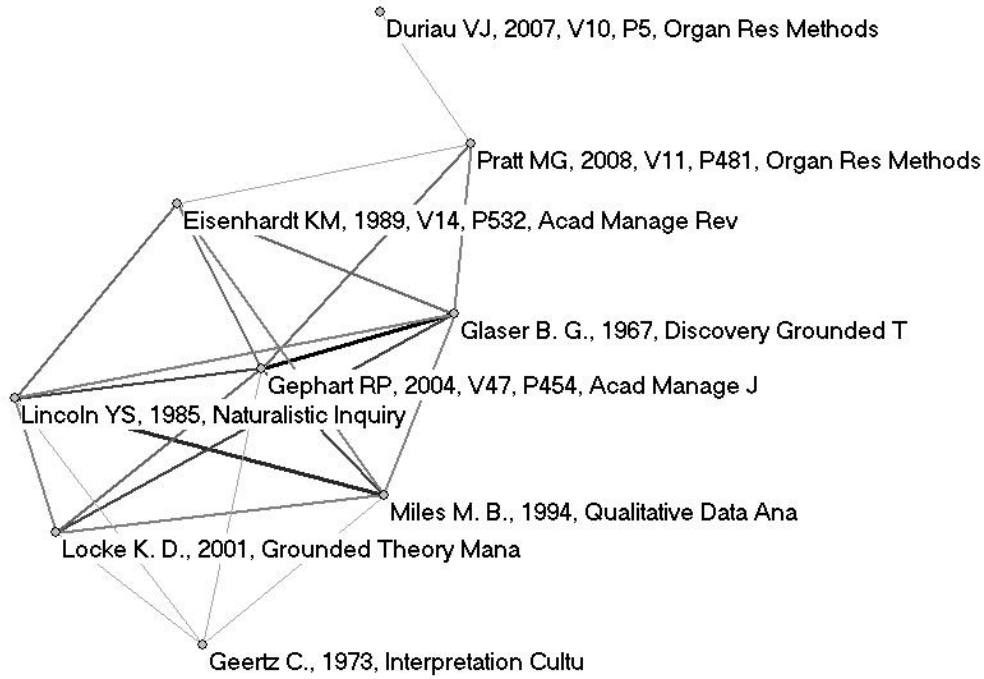 Duriau VJ, 2007, V10, P5, Organ Res Methods
Pratt MG, 2008, V11, P481, Organ Res Methods
Eisenhardt KM, 1989, V14, P532, Acad Manage Rev
Glaser B. G., 1967, Discovery Grounded T
Gephart RP, 2004, V47, P454, Acad Manage J
Lincoln YS, 1985, Naturalistic Inquiry
Miles M. B., 1994, Qualitative Data Ana
Locke K. D., 2001, Grounded Theory Mana
Geertz C., 1973, Interpretation Cultu